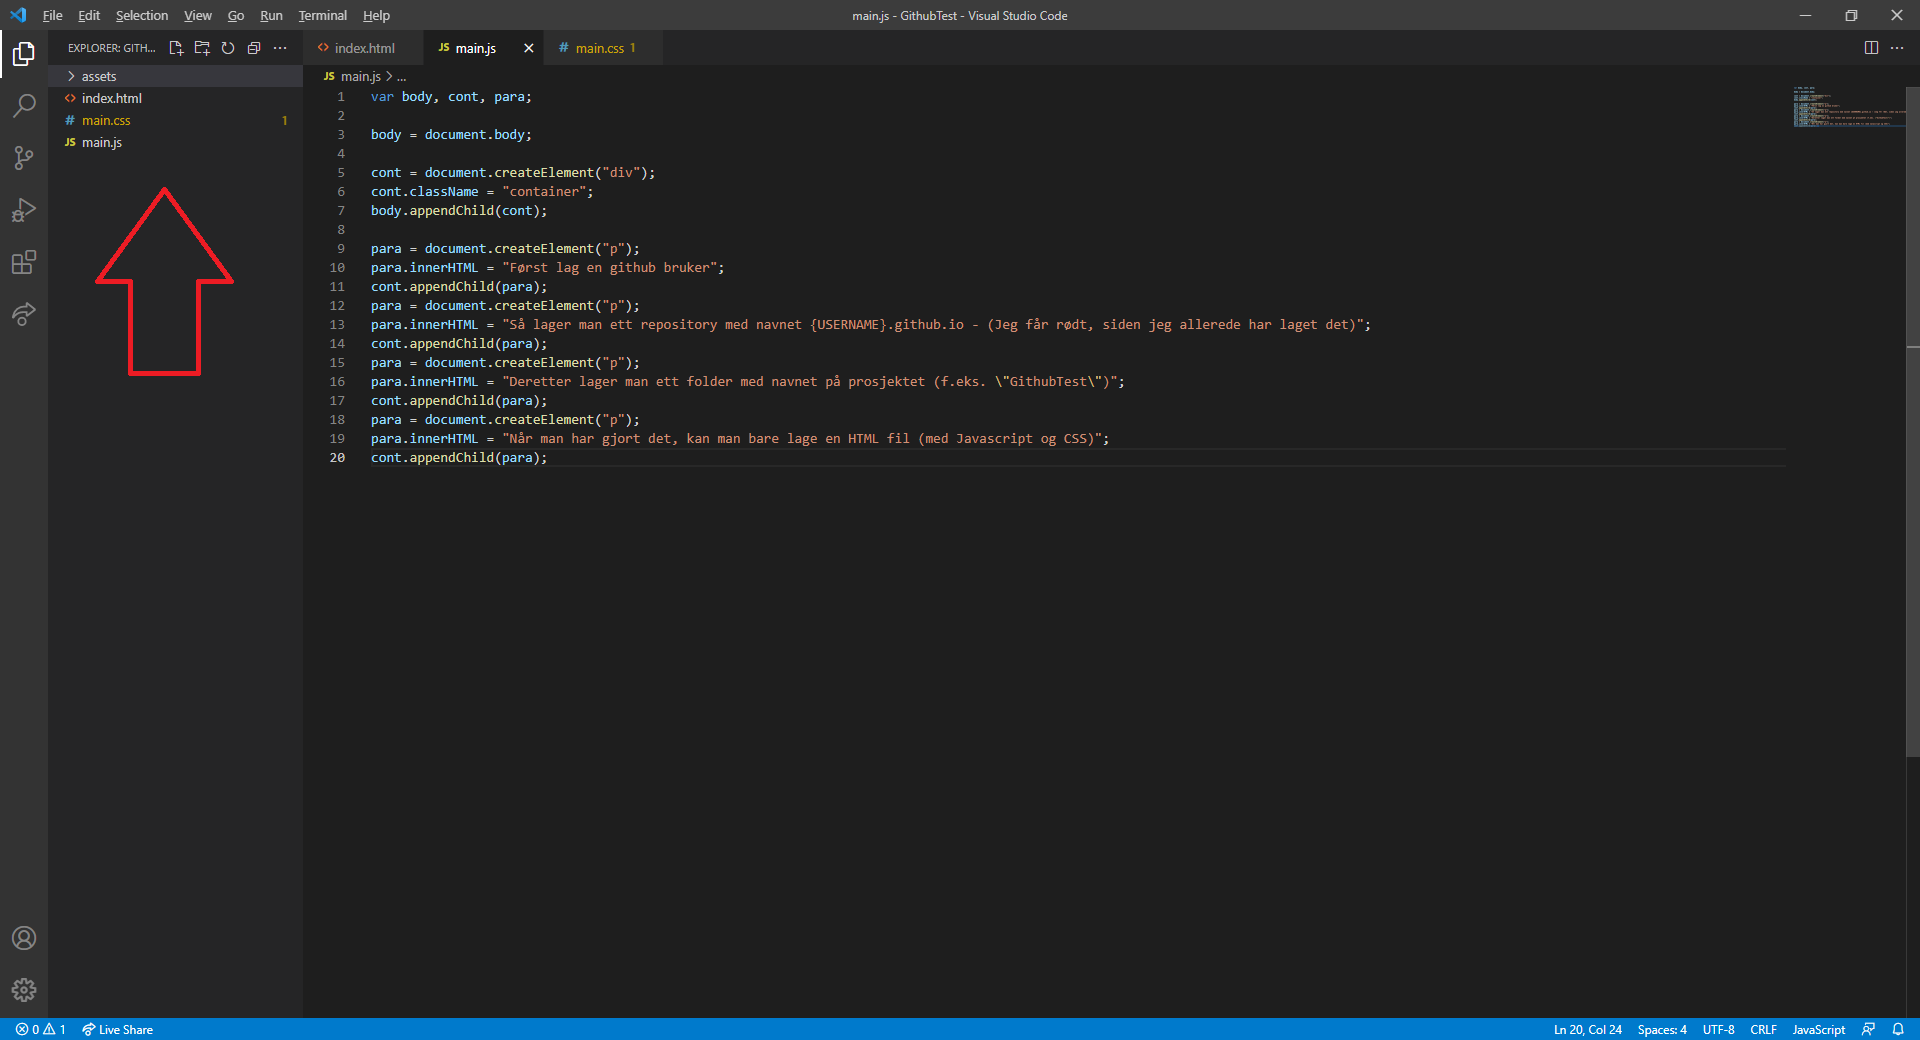 File Edit Selection View Go Run Terminal Help
main.js - GithubTest - Visual Studio Code
EXPLORER: GITH...
index.html
JS main.js
# main.css 1
assets
index.html
# main.css 1
JS main.js
JS main.js > ...
1 var body, cont, para;
2
3 body = document.body;
4
5 cont = document.createElement("div");
6 cont.className = "container";
7 body.appendChild(cont);
8
9 para = document.createElement("p");
10 para.innerHTML = "Først lag en github bruker";
11 cont.appendChild(para);
12 para = document.createElement("p");
13 para.innerHTML = "Så lager man ett repository med navnet {USERNAME}.github.io - (Jeg får rødt, siden jeg allerede har laget det)";
14 cont.appendChild(para);
15 para = document.createElement("p");
16 para.innerHTML = "Deretter lager man ett folder med navnet på prosjektet (f.eks. \"GithubTest\")";
17 cont.appendChild(para);
18 para = document.createElement("p");
19 para.innerHTML = "Når man har gjort det, kan man bare lage en HTML fil (med Javascript og CSS)";
20 cont.appendChild(para);
0 1 Live Share
Ln 20, Col 24 Spaces: 4 UTF-8 CRLF JavaScript